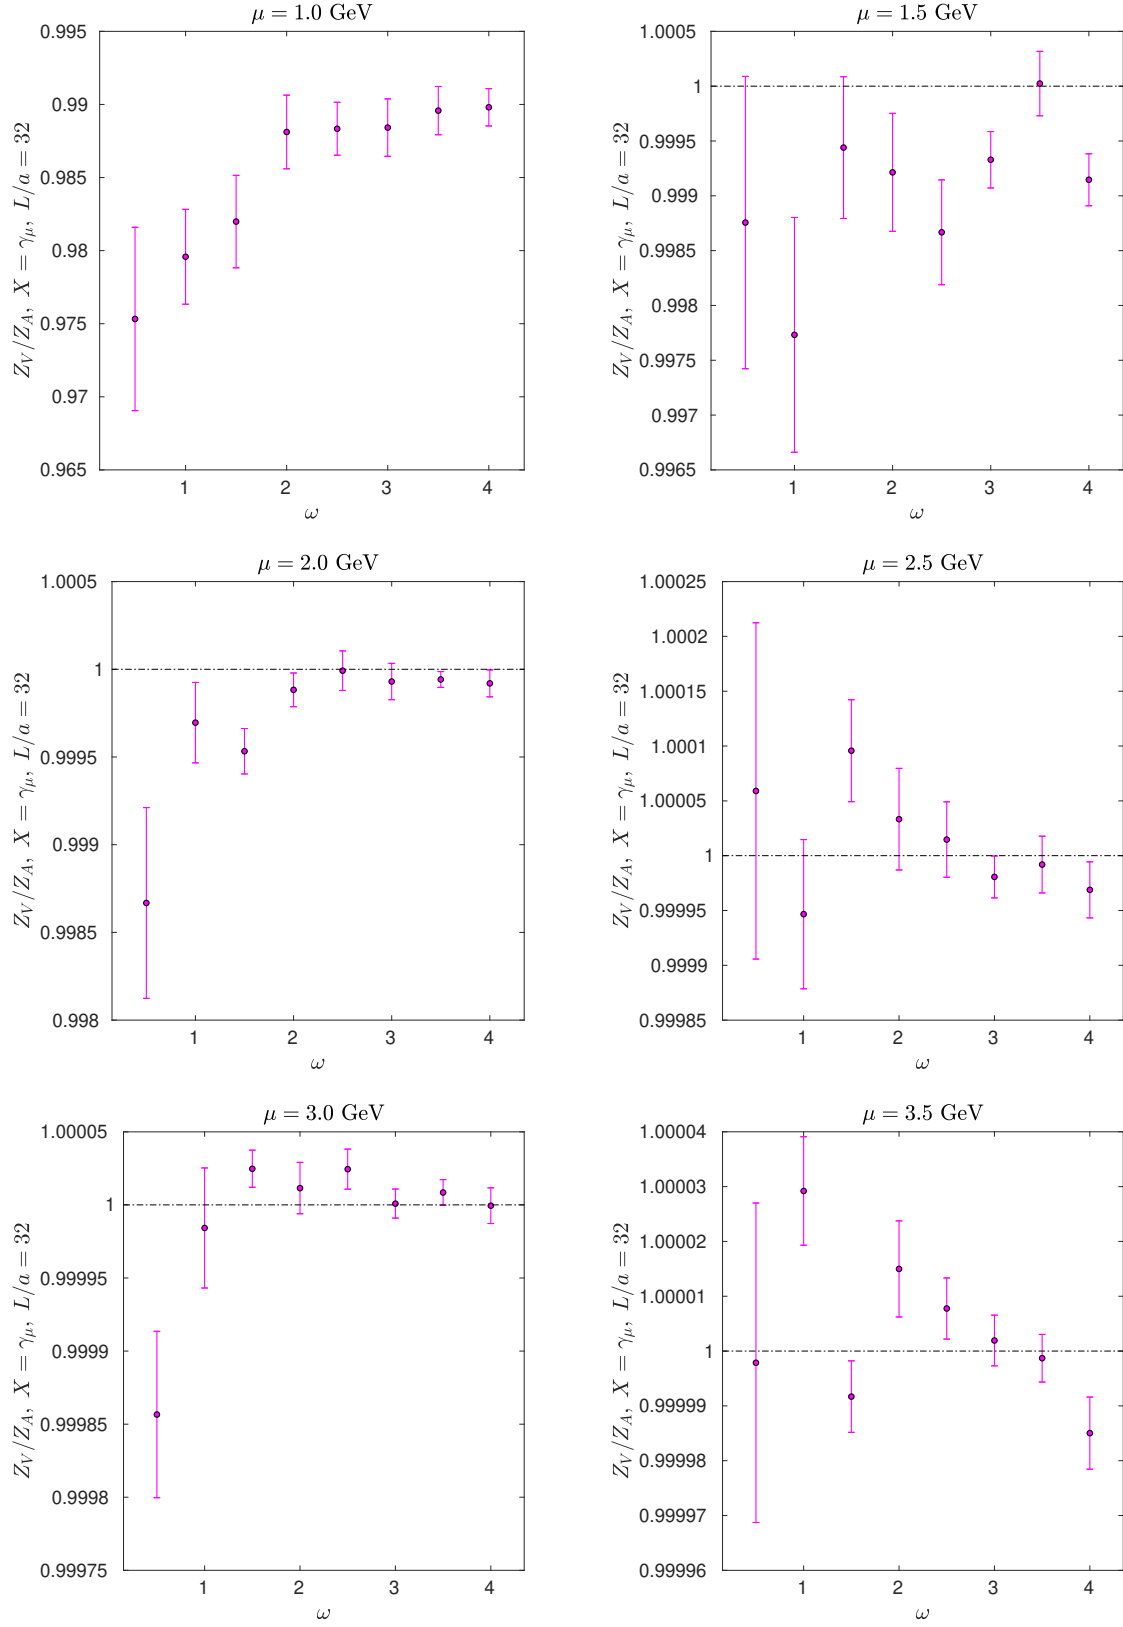 μ = 1.0 GeV
Z_V/Z_A, X = γ_μ, L/a = 32
0.995
0.99
0.985
0.98
0.975
0.97
0.965
1 2 3 4
ω
μ = 1.5 GeV
Z_V/Z_A, X = γ_μ, L/a = 32
1.0005
1
0.9995
0.999
0.9985
0.998
0.9975
0.997
0.9965
1 2 3 4
ω
μ = 2.0 GeV
Z_V/Z_A, X = γ_μ, L/a = 32
1.0005
1
0.9995
0.999
0.9985
0.998
1 2 3 4
ω
μ = 2.5 GeV
Z_V/Z_A, X = γ_μ, L/a = 32
1.00025
1.0002
1.00015
1.0001
1.00005
1
0.99995
0.9999
0.99985
1 2 3 4
ω
μ = 3.0 GeV
Z_V/Z_A, X = γ_μ, L/a = 32
1.00005
1
0.99995
0.9999
0.99985
0.9998
0.99975
1 2 3 4
ω
μ = 3.5 GeV
Z_V/Z_A, X = γ_μ, L/a = 32
1.00004
1.00003
1.00002
1.00001
1
0.99999
0.99998
0.99997
0.99996
1 2 3 4
ω